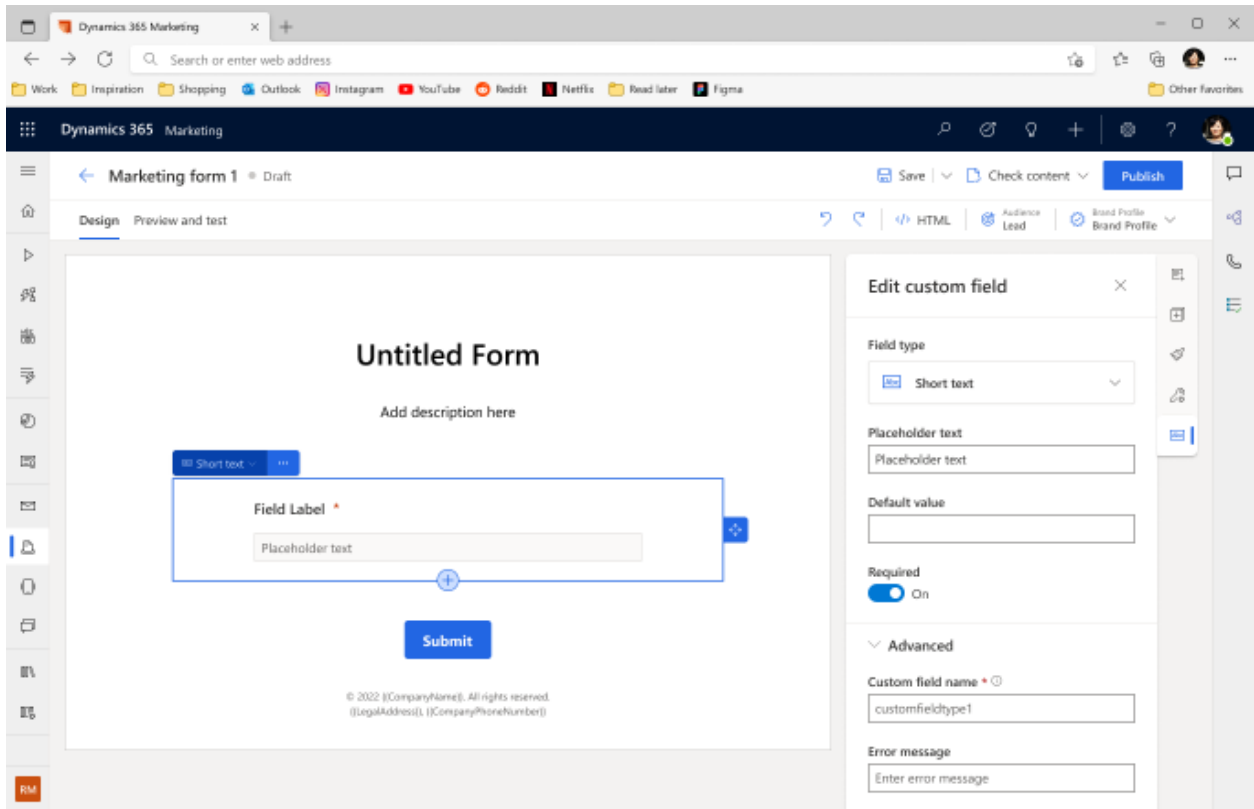 Dynamics 365 Marketing
Search or enter web address
Work Inspiration Shopping Outlook Instagram YouTube Reddit Netflix Read later Figma Other Favorites
Dynamics 365 Marketing
Marketing form 1 Draft Save Check content Publish
Design Preview and test HTML
Audience
Lead
Brand Profile
Brand Profile
Untitled Form
Add description here
Short text
Field Label *
Placeholder text
Submit
© 2022 {{CompanyName}}. All rights reserved.
{{LegalAddress}}, {{CompanyPhoneNumber}}
Edit custom field
Field type
Abc Short text
Placeholder text
Placeholder text
Default value
Required
On
Advanced
Custom field name *
customfieldtype1
Error message
Enter error message
RM